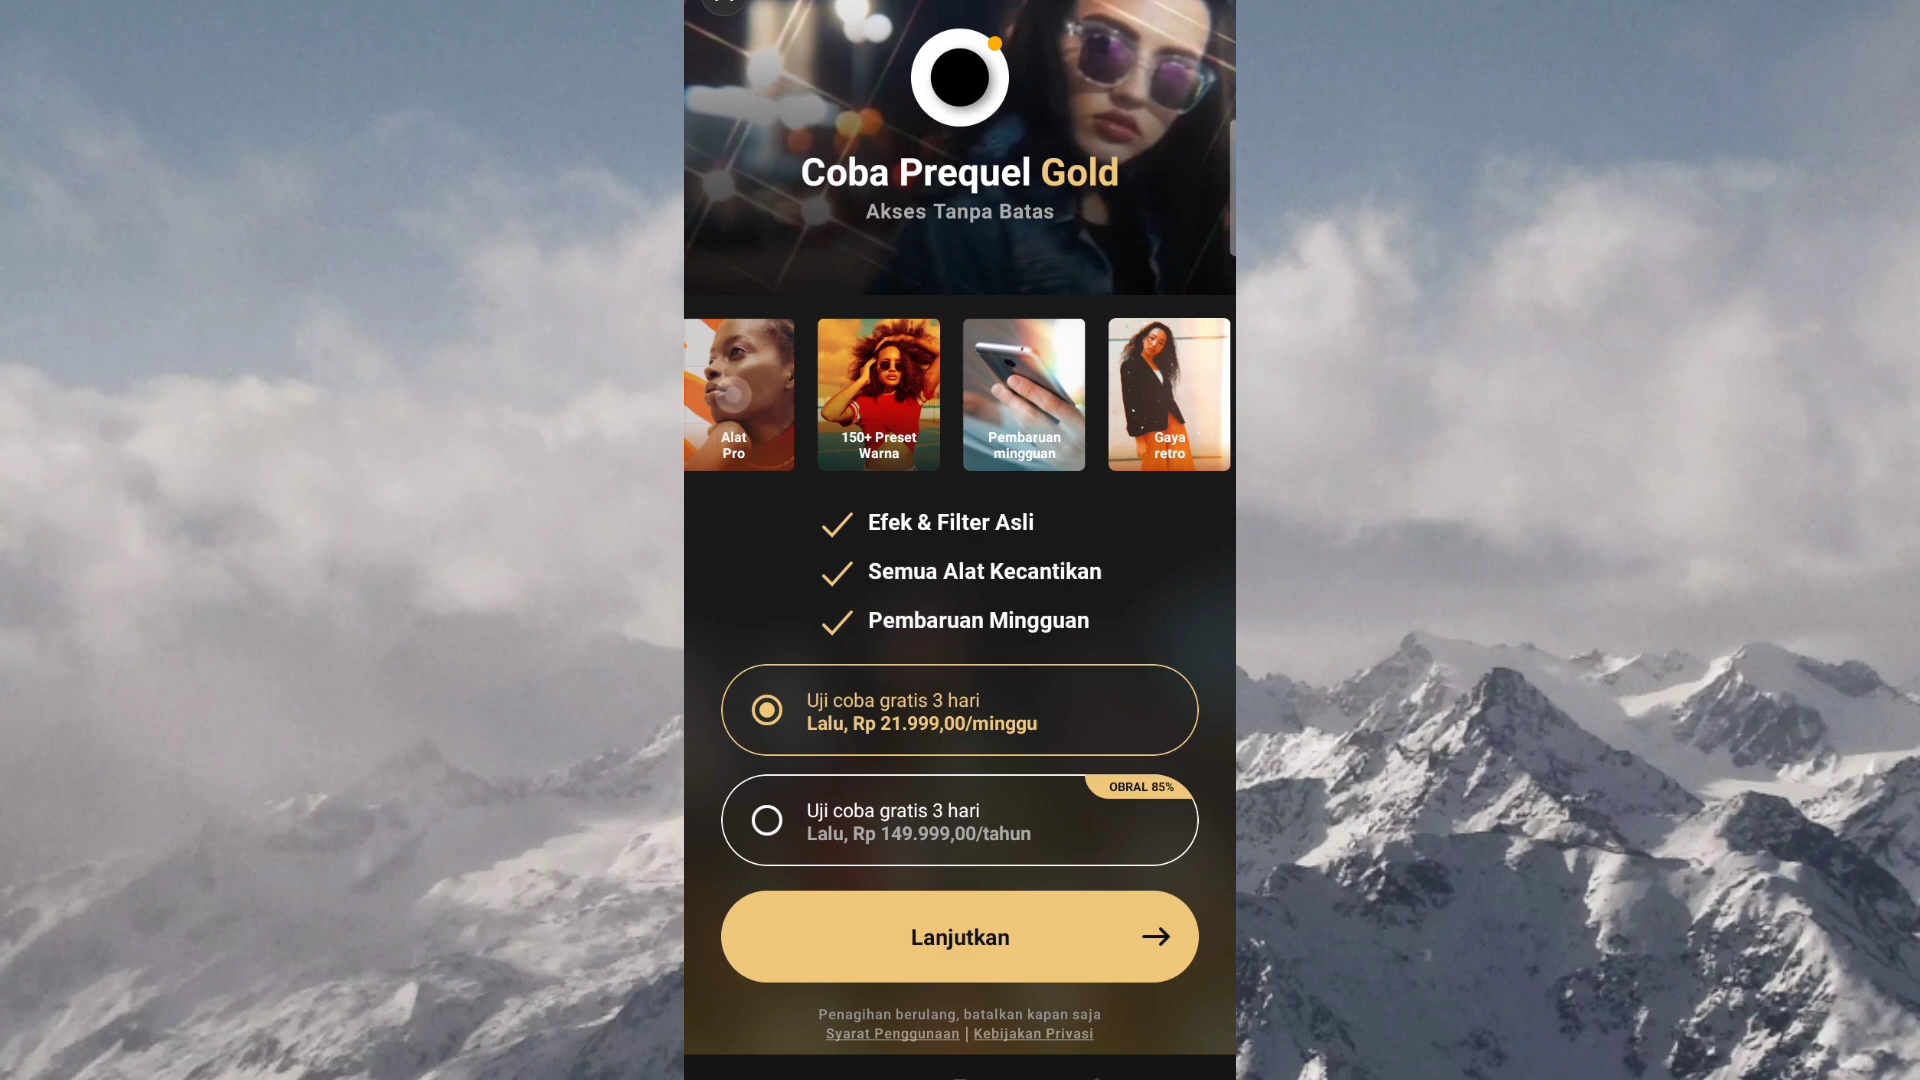 Coba Prequel Gold
Akses Tanpa Batas
Alat
Pro
150+ Preset
Warna
Pembaruan
mingguan
Gaya
retro
Efek & Filter Asli
Semua Alat Kecantikan
Pembaruan Mingguan
Uji coba gratis 3 hari
Lalu, Rp 21.999,00/minggu
OBRAL 85%
Uji coba gratis 3 hari
Lalu, Rp 149.999,00/tahun
Lanjutkan
Penagihan berulang, batalkan kapan saja
Syarat Penggunaan | Kebijakan Privasi